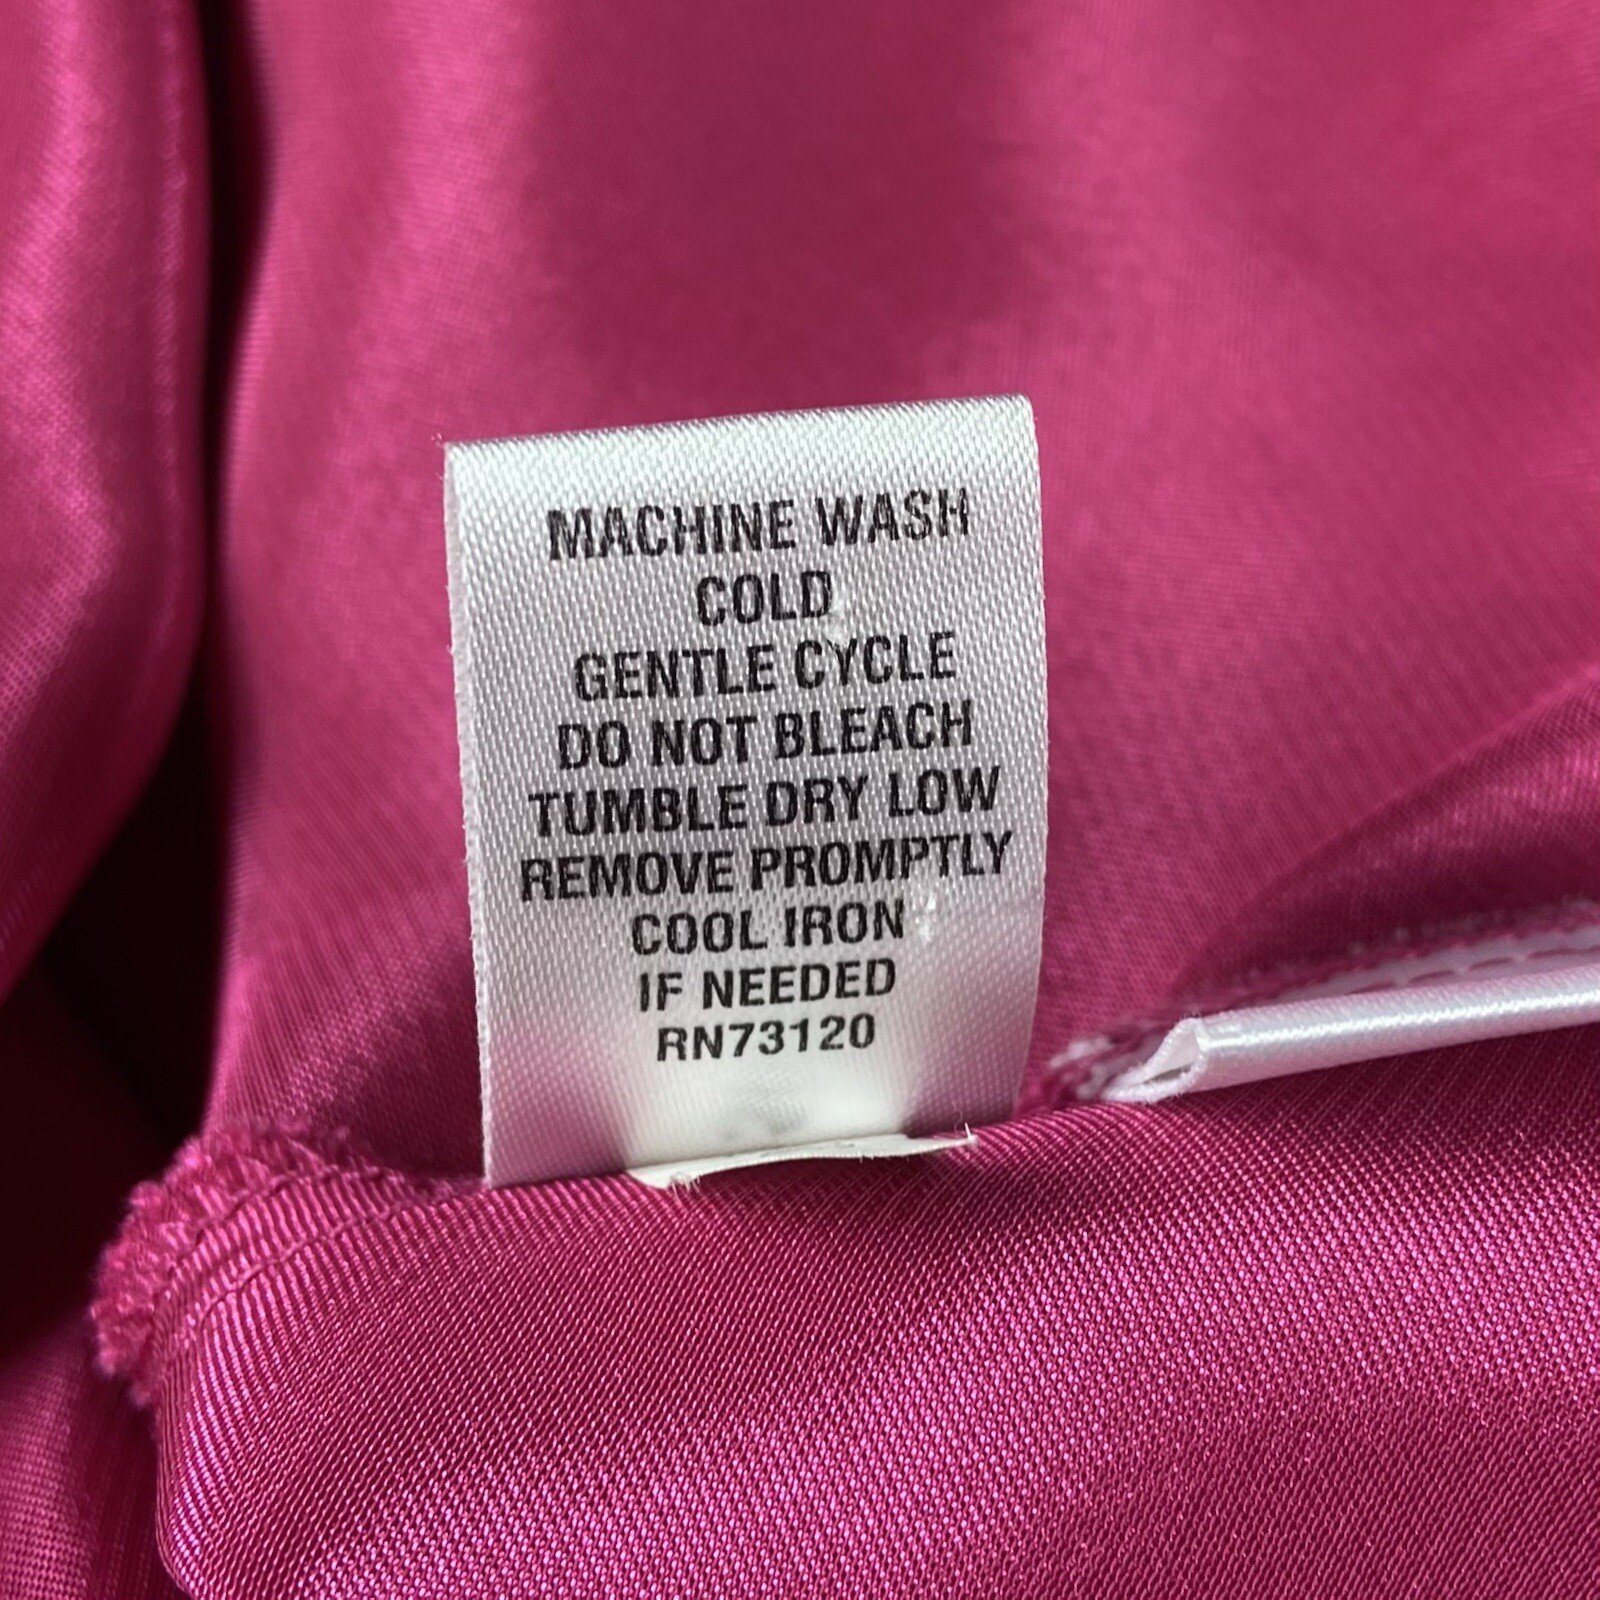 MACHINE WASH
COLD
GENTLE CYCLE
DO NOT BLEACH
TUMBLE DRY LOW
REMOVE PROMPTLY
COOL IRON
IF NEEDED
RN73120